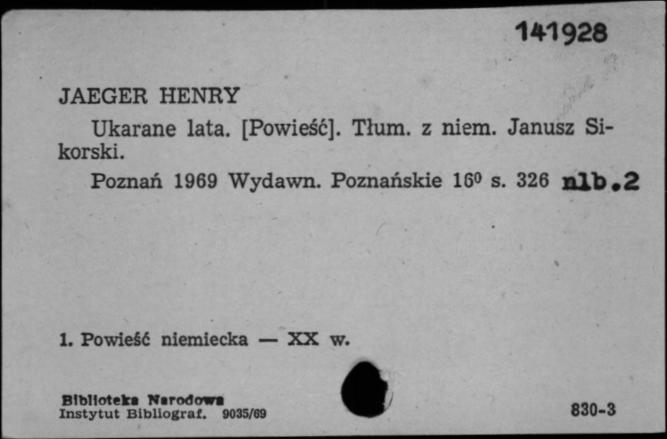 141928
JAEGER HENRY
Ukarane lata. [Powieść]. Tłum. z niem. Janusz Si-
korski.
Poznań 1969 Wydawn. Poznańskie 16⁰ s. 326 nlb.2
1. Powieść niemiecka — XX w.
Biblioteka Narodowa
Instytut Bibliograf. 9035/69
830-3